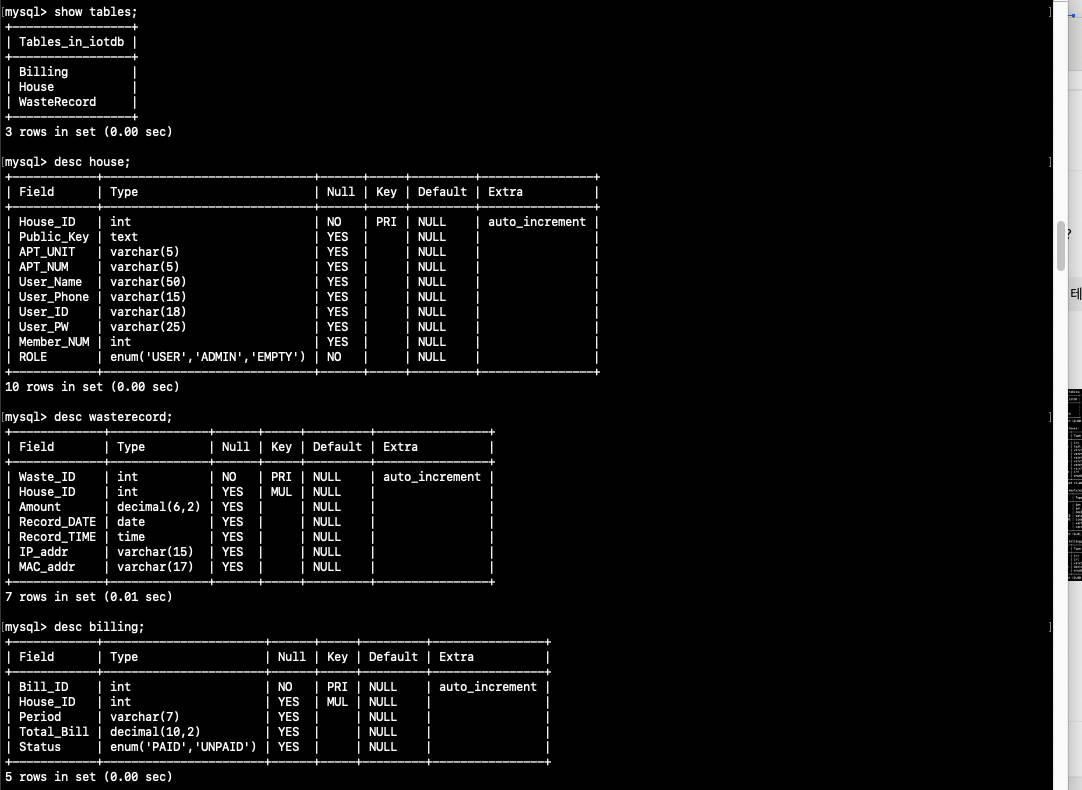 [mysql> show tables; ]
+----------------+
| Tables_in_iotdb |
+----------------+
| Billing |
| House |
| WasteRecord |
+----------------+
3 rows in set (0.00 sec)
[mysql> desc house; ]
+-------------+------------------------------+------+-----+---------+----------------+
| Field | Type | Null | Key | Default | Extra |
+-------------+------------------------------+------+-----+---------+----------------+
| House_ID | int | NO | PRI | NULL | auto_increment |
| Public_Key | text | YES | | NULL | |
| APT_UNIT | varchar(5) | YES | | NULL | |
| APT_NUM | varchar(5) | YES | | NULL | |
| User_Name | varchar(50) | YES | | NULL | |
| User_Phone | varchar(15) | YES | | NULL | |
| User_ID | varchar(18) | YES | | NULL | |
| User_PW | varchar(25) | YES | | NULL | |
| Member_NUM | int | YES | | NULL | |
| ROLE | enum('USER','ADMIN','EMPTY') | NO | | NULL | |
+-------------+------------------------------+------+-----+---------+----------------+
10 rows in set (0.00 sec)
[mysql> desc wasterecord; ]
+-------------+--------------+------+-----+---------+----------------+
| Field | Type | Null | Key | Default | Extra |
+-------------+--------------+------+-----+---------+----------------+
| Waste_ID | int | NO | PRI | NULL | auto_increment |
| House_ID | int | YES | MUL | NULL | |
| Amount | decimal(6,2) | YES | | NULL | |
| Record_DATE | date | YES | | NULL | |
| Record_TIME | time | YES | | NULL | |
| IP_addr | varchar(15) | YES | | NULL | |
| MAC_addr | varchar(17) | YES | | NULL | |
+-------------+--------------+------+-----+---------+----------------+
7 rows in set (0.01 sec)
[mysql> desc billing; ]
+------------+-----------------------+------+-----+---------+----------------+
| Field | Type | Null | Key | Default | Extra |
+------------+-----------------------+------+-----+---------+----------------+
| Bill_ID | int | NO | PRI | NULL | auto_increment |
| House_ID | int | YES | MUL | NULL | |
| Period | varchar(7) | YES | | NULL | |
| Total_Bill | decimal(10,2) | YES | | NULL | |
| Status | enum('PAID','UNPAID') | YES | | NULL | |
+------------+-----------------------+------+-----+---------+----------------+
5 rows in set (0.00 sec)
?
테